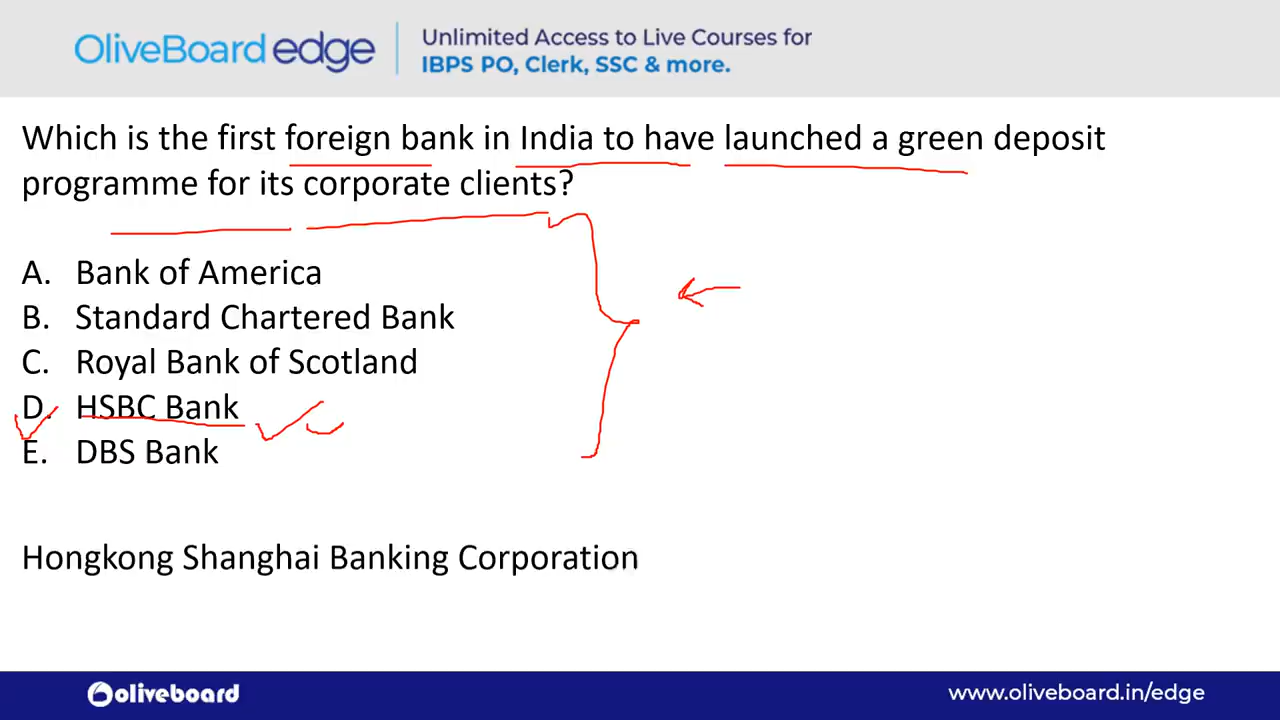 OliveBoard edge
Unlimited Access to Live Courses for
IBPS PO, Clerk, SSC & more.
Which is the first foreign bank in India to have launched a green deposit
programme for its corporate clients?
A. Bank of America
B. Standard Chartered Bank
C. Royal Bank of Scotland
D. HSBC Bank
E. DBS Bank
Hongkong Shanghai Banking Corporation
oliveboard
www.oliveboard.in/edge